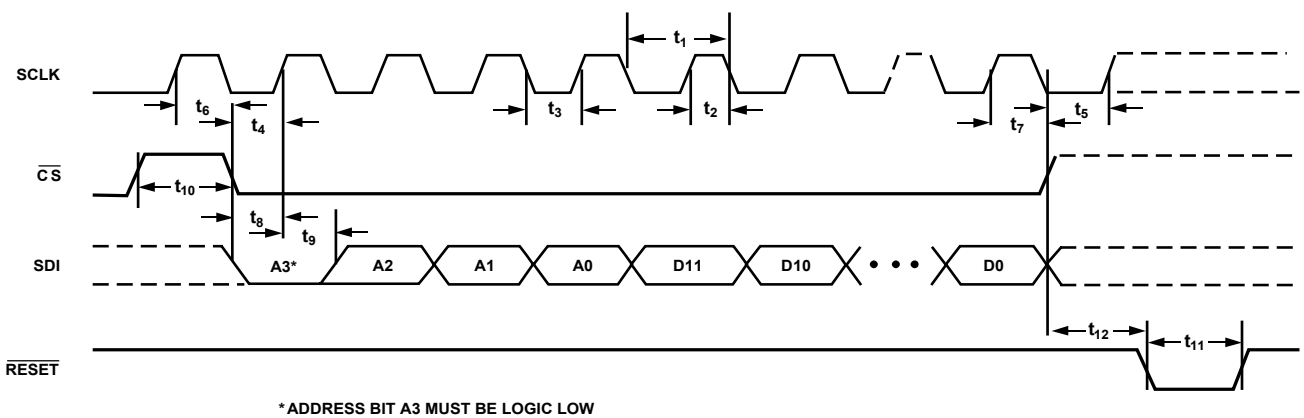 t1
SCLK
t6
t3
t2
t4
t7
t5
CS
t10
t8
t9
SDI
A3*
A2
A1
A0
D11
D10
• • •
D0
t12
t11
RESET
*ADDRESS BIT A3 MUST BE LOGIC LOW